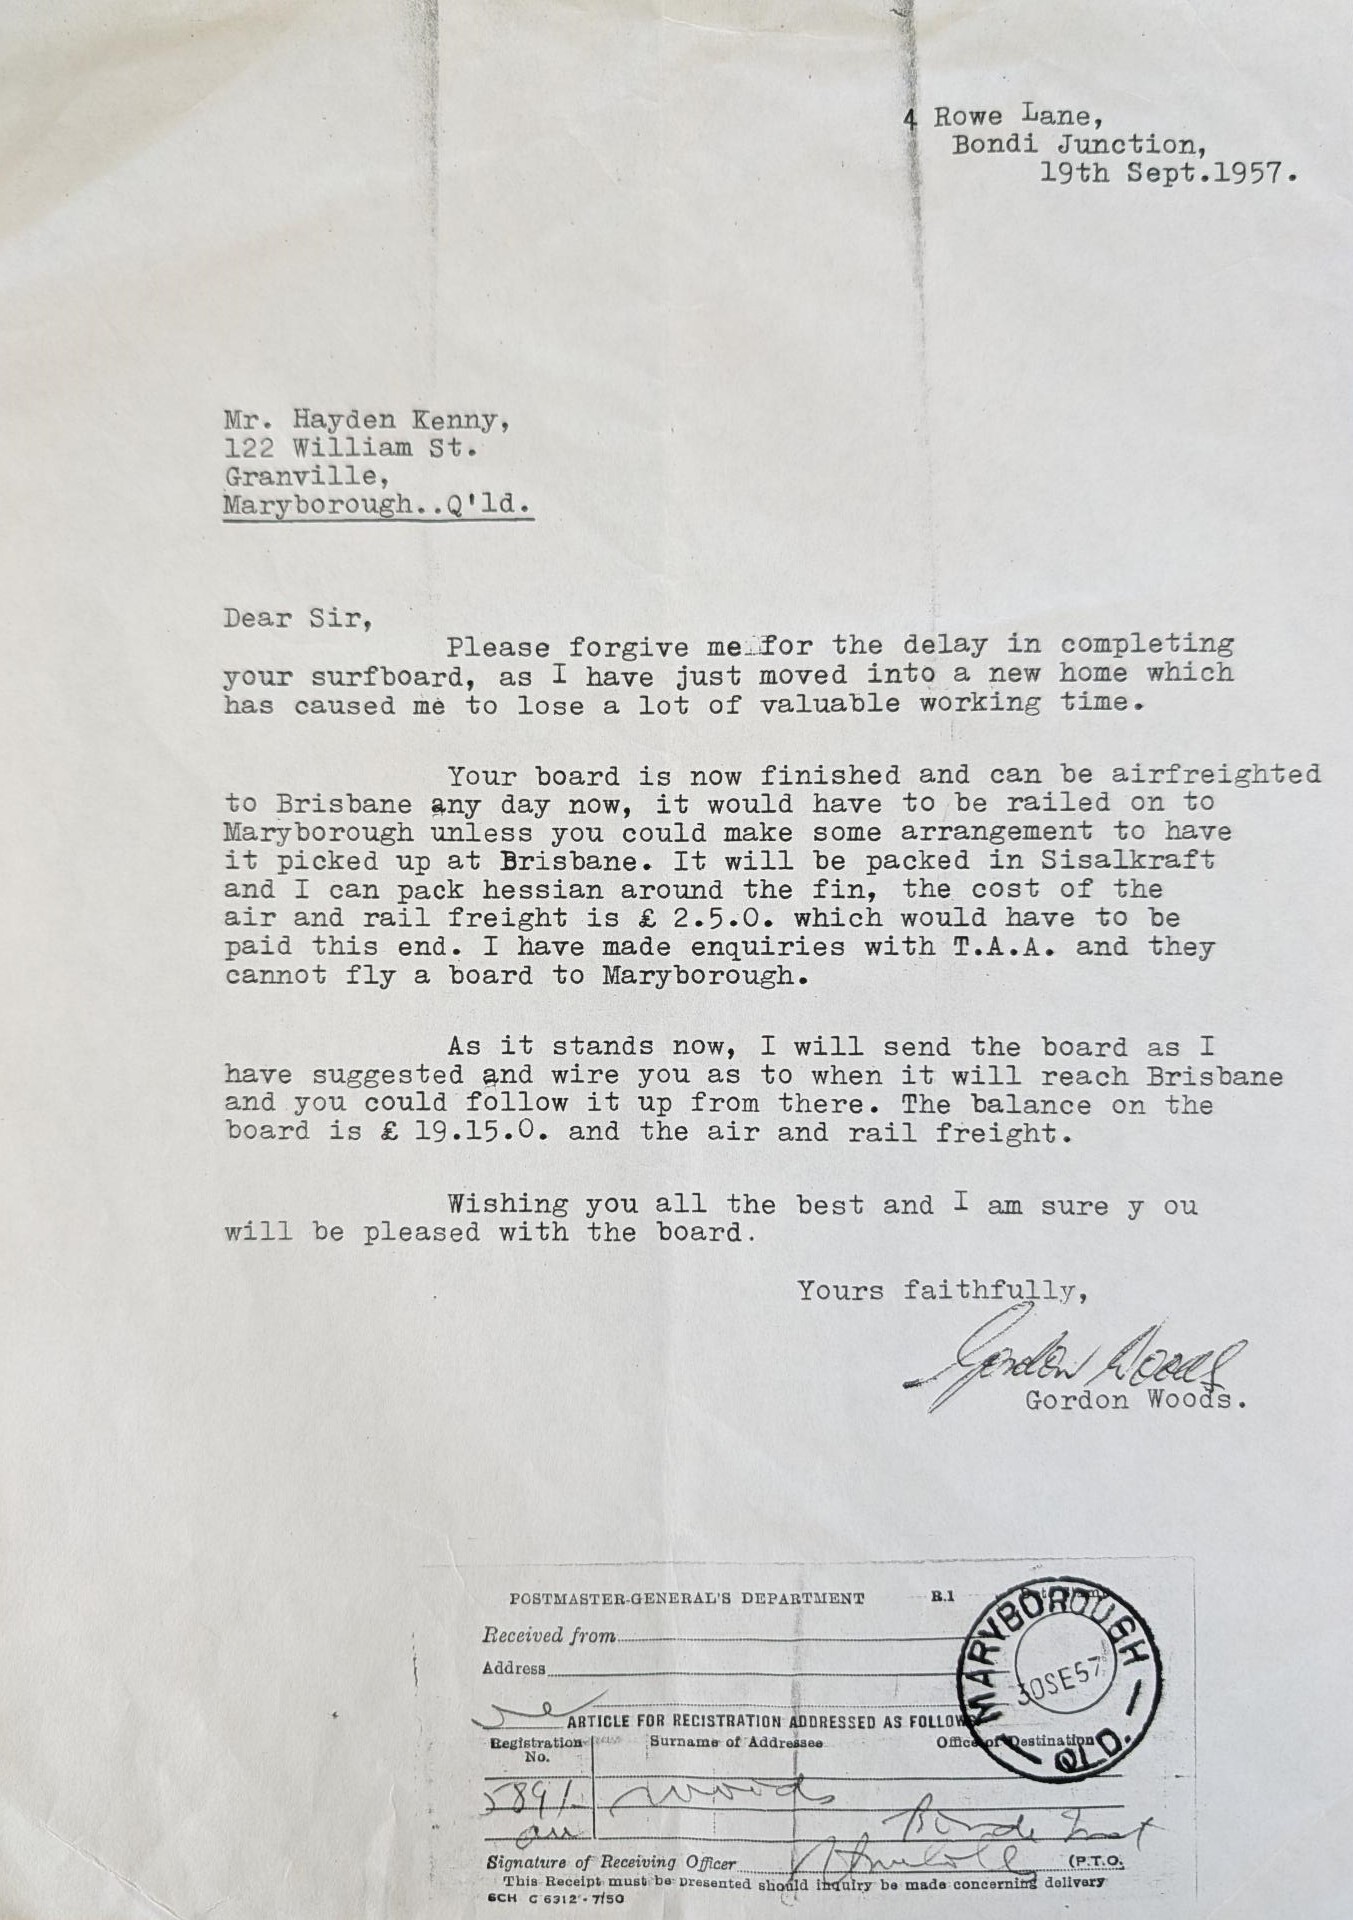 4 Rowe Lane,
Bondi Junction,
19th Sept.1957.
Mr. Hayden Kenny,
122 William St.
Granville,
Maryborough..Q'ld.
Dear Sir,
Please forgive me for the delay in completing
your surfboard, as I have just moved into a new home which
has caused me to lose a lot of valuable working time.
Your board is now finished and can be airfreighted
to Brisbane any day now, it would have to be railed on to
Maryborough unless you could make some arrangement to have
it picked up at Brisbane. It will be packed in Sisalkraft
and I can pack hessian around the fin, the cost of the
air and rail freight is £ 2.5.0. which would have to be
paid this end. I have made enquiries with T.A.A. and they
cannot fly a board to Maryborough.
As it stands now, I will send the board as I
have suggested and wire you as to when it will reach Brisbane
and you could follow it up from there. The balance on the
board is £ 19.15.0. and the air and rail freight.
Wishing you all the best and I am sure y ou
will be pleased with the board.
Yours faithfully,
Gordon Woods
Gordon Woods.
POSTMASTER-GENERAL'S DEPARTMENT R.1
Received from
Address
ARTICLE FOR REGISTRATION ADDRESSED AS FOLLOWS
MARYBOROUGH
30SE57
QLD.
Registration No. Surname of Addressee Office of Destination
Woods
Signature of Receiving Officer (P.T.O.
This Receipt must be presented should inquiry be made concerning delivery
SCH C 6312 - 7/50